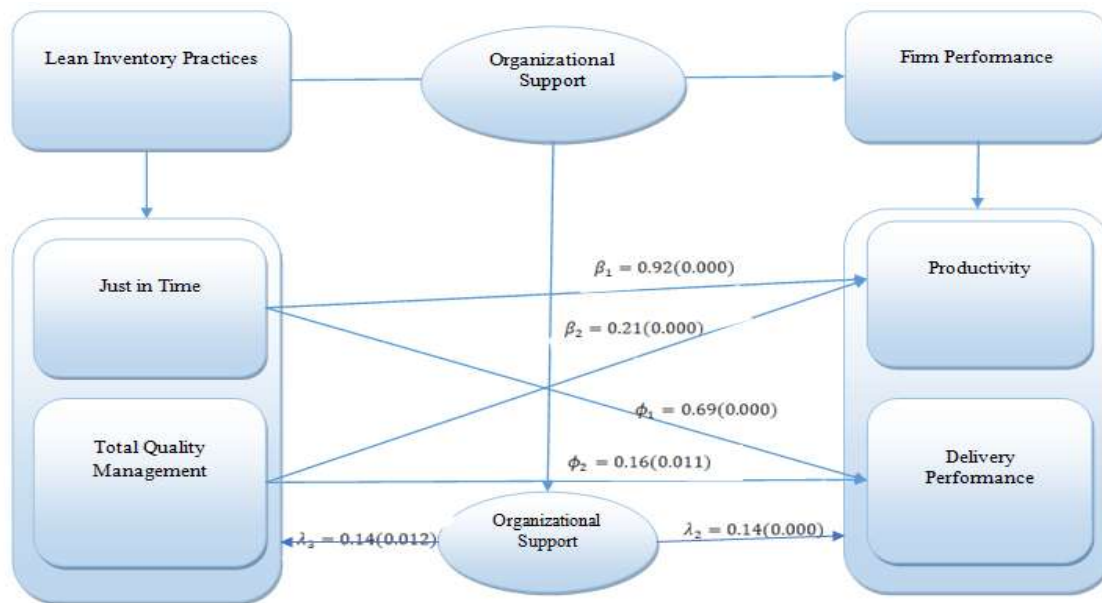 Lean Inventory Practices
Organizational
Support
Firm Performance
Just in Time
β₁ = 0.92(0.000)
Productivity
β₂ = 0.21(0.000)
ϕ₁ = 0.69(0.000)
Total Quality
Management
ϕ₂ = 0.16(0.011)
Delivery
Performance
λ₃ = 0.14(0.012)
Organizational
Support
λ₂ = 0.14(0.000)